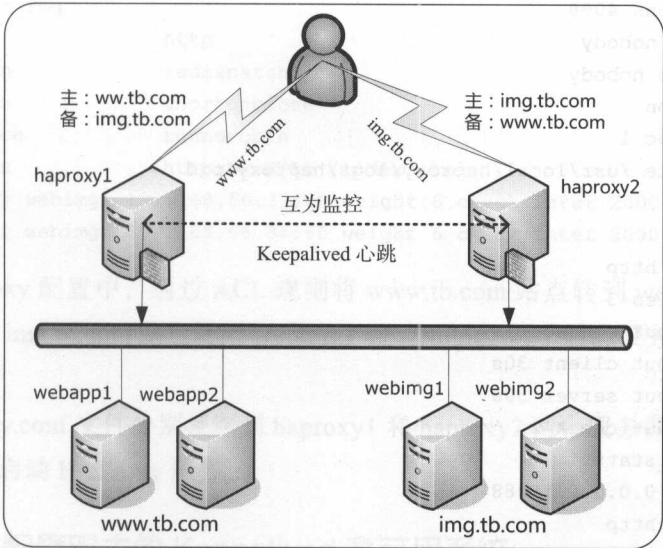 主：ww.tb.com
备：img.tb.com
主：img.tb.com
备：www.tb.com
www.tb.com
img.tb.com
haproxy1
haproxy2
互为监控
Keepalived 心跳
webapp1
webapp2
webimg1
webimg2
www.tb.com
img.tb.com